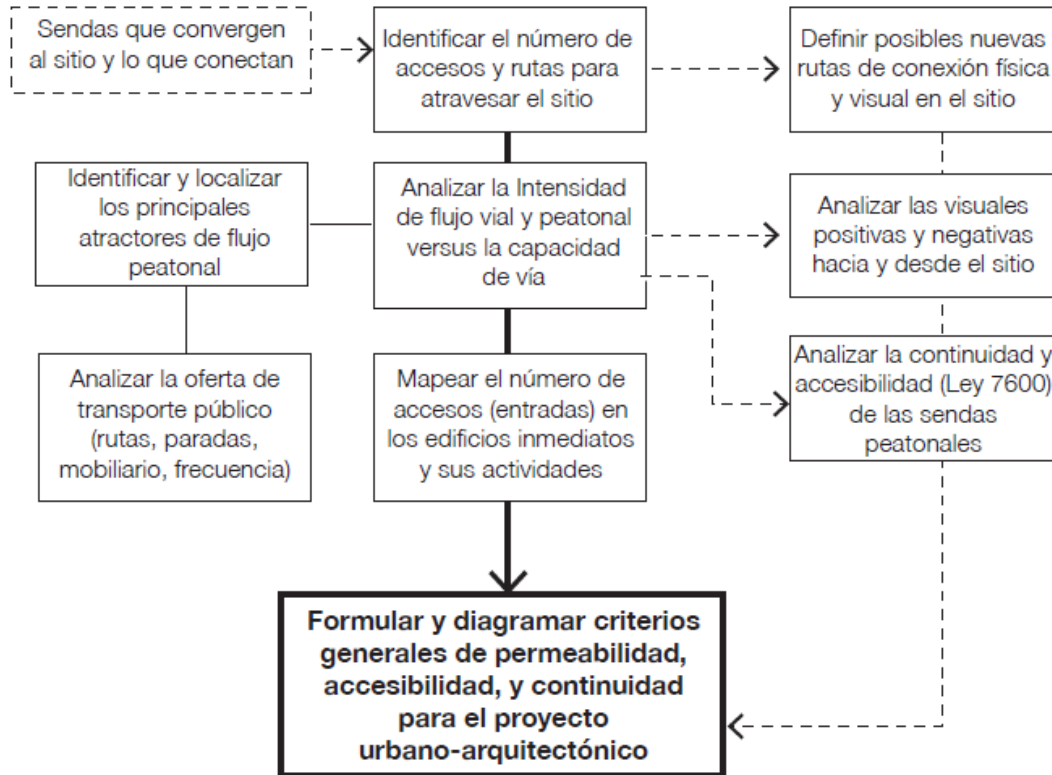 Sendas que convergen
al sitio y lo que conectan
Identificar el número de
accesos y rutas para
atravesar el sitio
Definir posibles nuevas
rutas de conexión física
y visual en el sitio
Identificar y localizar
los principales
atractores de flujo
peatonal
Analizar la Intensidad
de flujo vial y peatonal
versus la capacidad
de vía
Analizar las visuales
positivas y negativas
hacia y desde el sitio
Analizar la oferta de
transporte público
(rutas, paradas,
mobiliario, frecuencia)
Mapear el número de
accesos (entradas) en
los edificios inmediatos
y sus actividades
Analizar la continuidad y
accesibilidad (Ley 7600)
de las sendas
peatonales
Formular y diagramar criterios
generales de permeabilidad,
accesibilidad, y continuidad
para el proyecto
urbano-arquitectónico